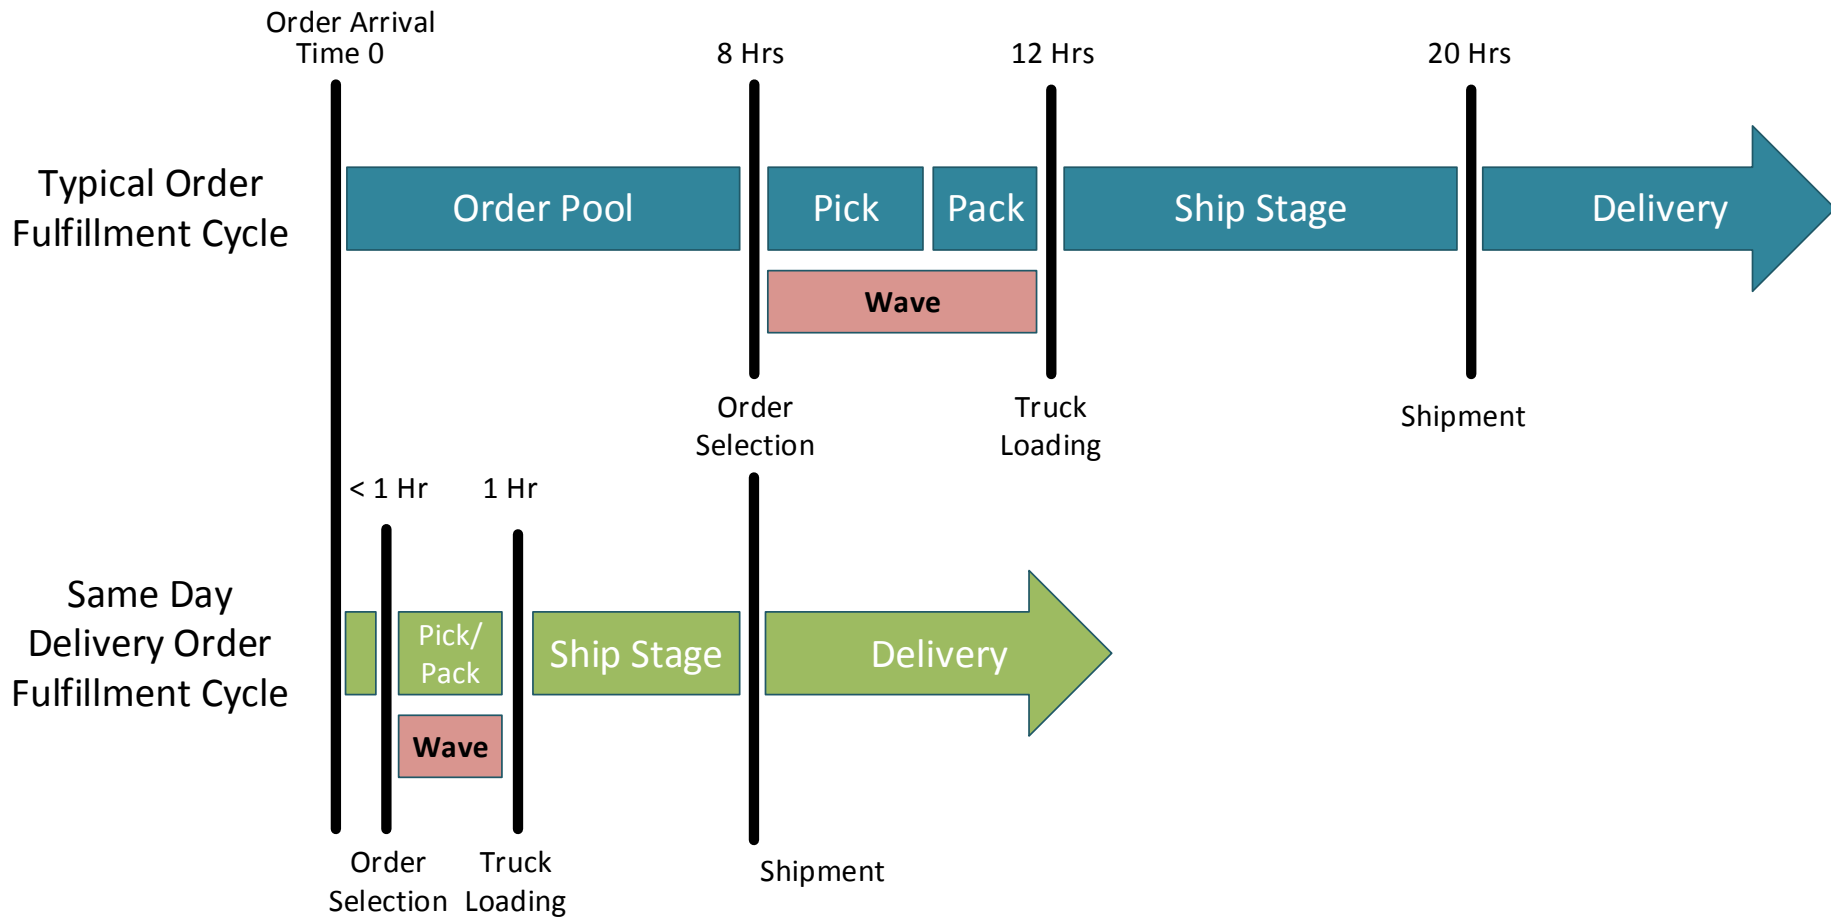 Order Arrival
Time 0
8 Hrs
12 Hrs
20 Hrs
Typical Order
Fulfillment Cycle
Order Pool
Pick
Pack
Ship Stage
Delivery
Wave
Order
Selection
Truck
Loading
Shipment
< 1 Hr
1 Hr
Same Day
Delivery Order
Fulfillment Cycle
Pick/
Pack
Ship Stage
Delivery
Wave
Order
Selection
Truck
Loading
Shipment